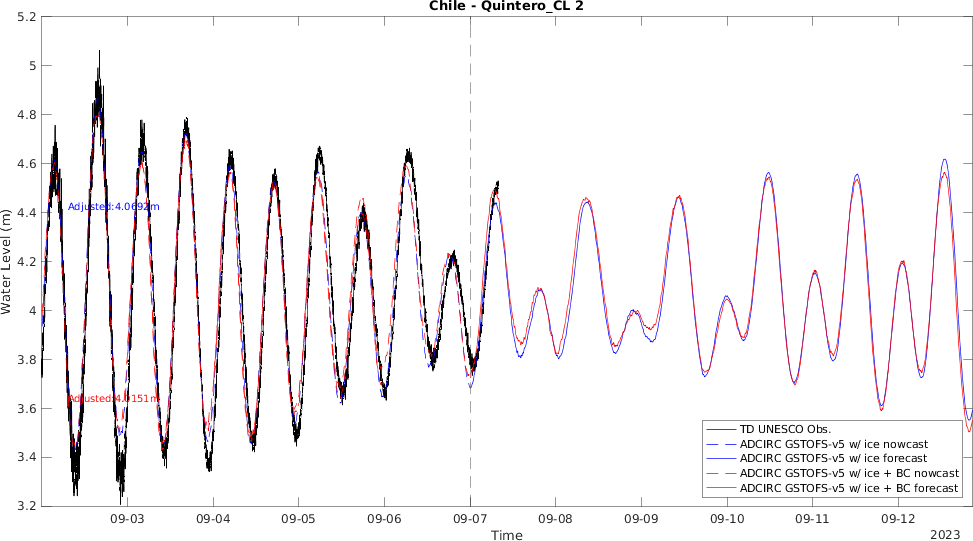 Chile - Quintero_CL 2
5.2
5
4.8
4.6
4.4
4.2
4
3.8
3.6
3.4
3.2
Water Level (m)
Adjusted:4.0692m
Adjusted:4.0151m
TD UNESCO Obs.
ADCIRC GSTOFS-v5 w/ ice nowcast
ADCIRC GSTOFS-v5 w/ ice forecast
ADCIRC GSTOFS-v5 w/ ice + BC nowcast
ADCIRC GSTOFS-v5 w/ ice + BC forecast
09-03 09-04 09-05 09-06 09-07 09-08 09-09 09-10 09-11 09-12
Time
2023